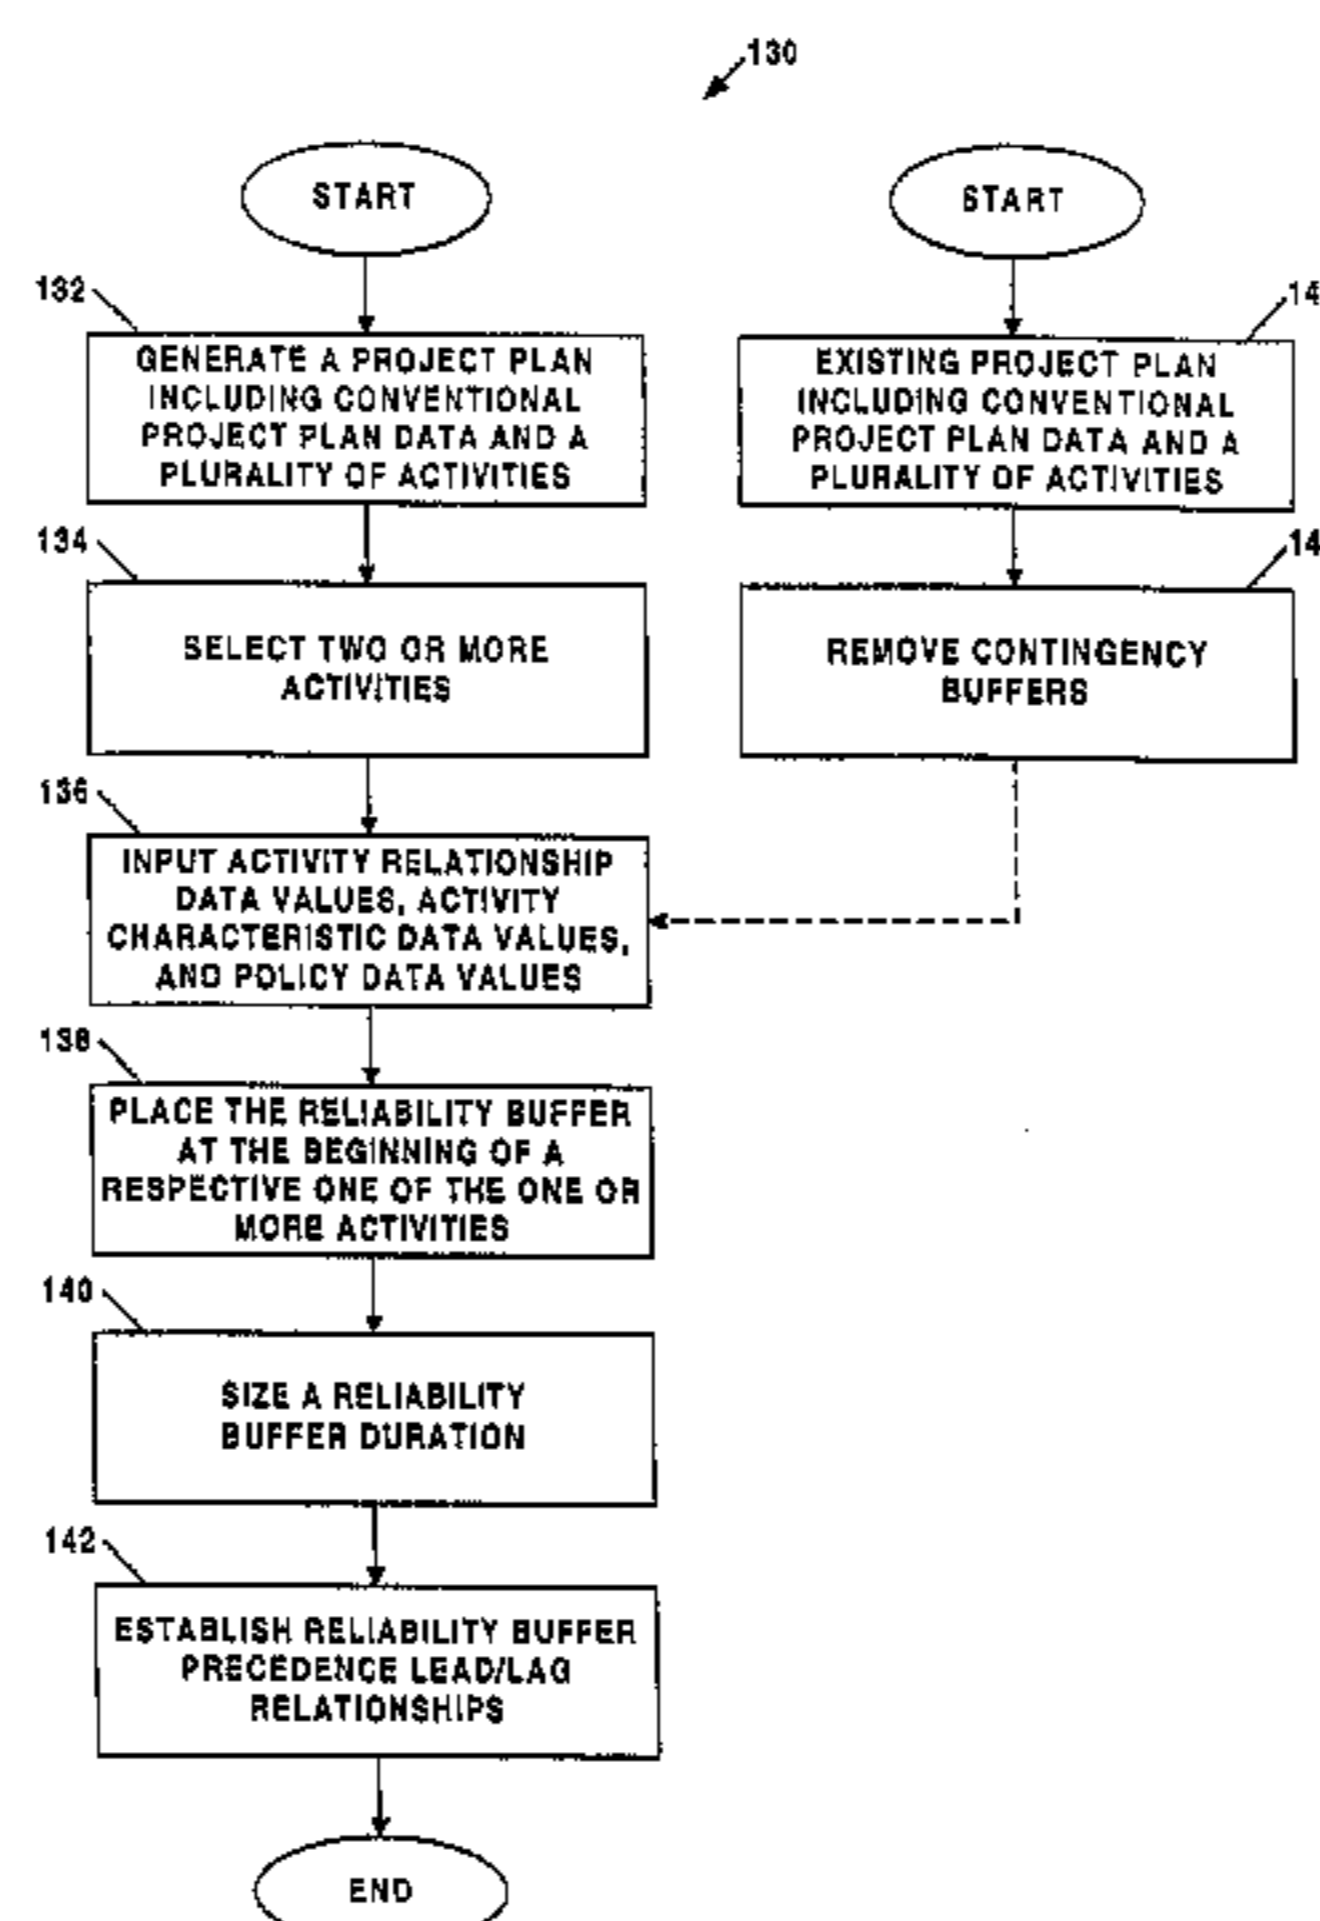 130
START
132
GENERATE A PROJECT PLAN
INCLUDING CONVENTIONAL
PROJECT PLAN DATA AND A
PLURALITY OF ACTIVITIES
134
SELECT TWO OR MORE
ACTIVITIES
136
INPUT ACTIVITY RELATIONSHIP
DATA VALUES, ACTIVITY
CHARACTERISTIC DATA VALUES,
AND POLICY DATA VALUES
138
PLACE THE RELIABILITY BUFFER
AT THE BEGINNING OF A
RESPECTIVE ONE OF THE ONE OR
MORE ACTIVITIES
140
SIZE A RELIABILITY
BUFFER DURATION
142
ESTABLISH RELIABILITY BUFFER
PRECEDENCE LEAD/LAG
RELATIONSHIPS
END
START
14
EXISTING PROJECT PLAN
INCLUDING CONVENTIONAL
PROJECT PLAN DATA AND A
PLURALITY OF ACTIVITIES
14
REMOVE CONTINGENCY
BUFFERS